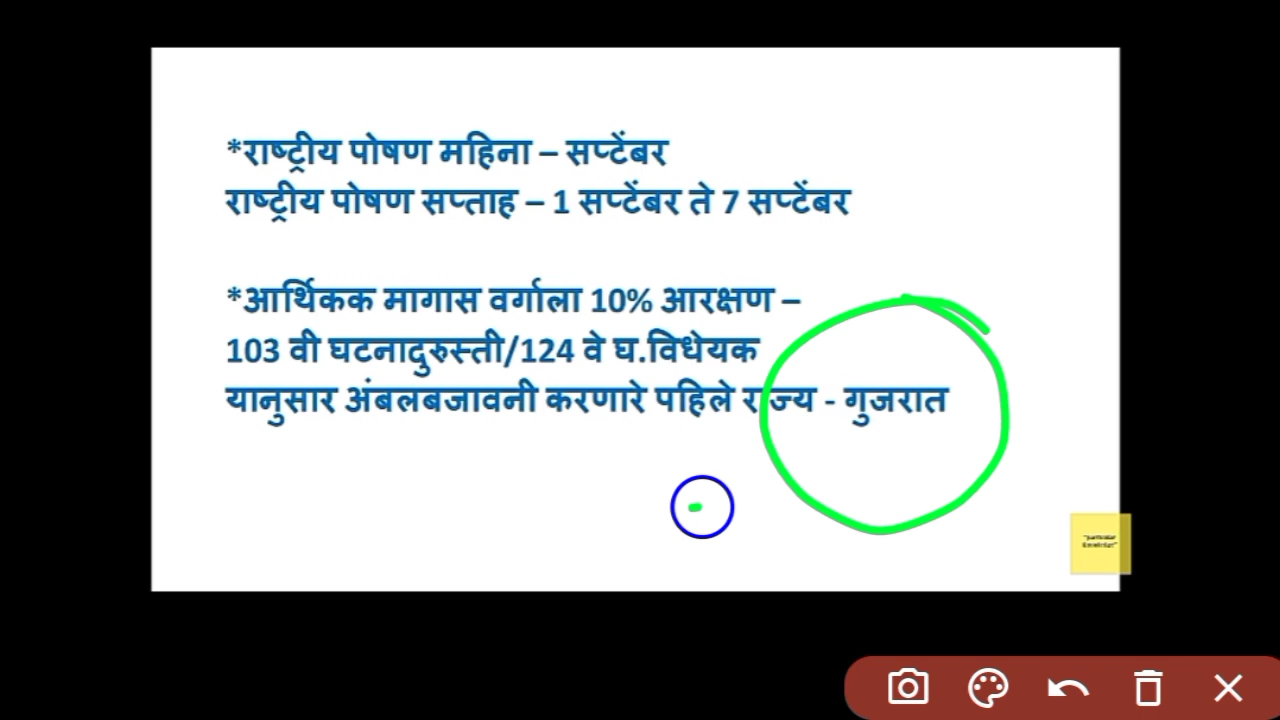 *राष्ट्रीय पोषण महिना – सप्टेंबर
राष्ट्रीय पोषण सप्ताह – 1 सप्टेंबर ते 7 सप्टेंबर
*आर्थिकक मागास वर्गाला 10% आरक्षण –
103 वी घटनादुरुस्ती/124 वे घ.विधेयक
यानुसार अंबलबजावनी करणारे पहिले राज्य - गुजरात